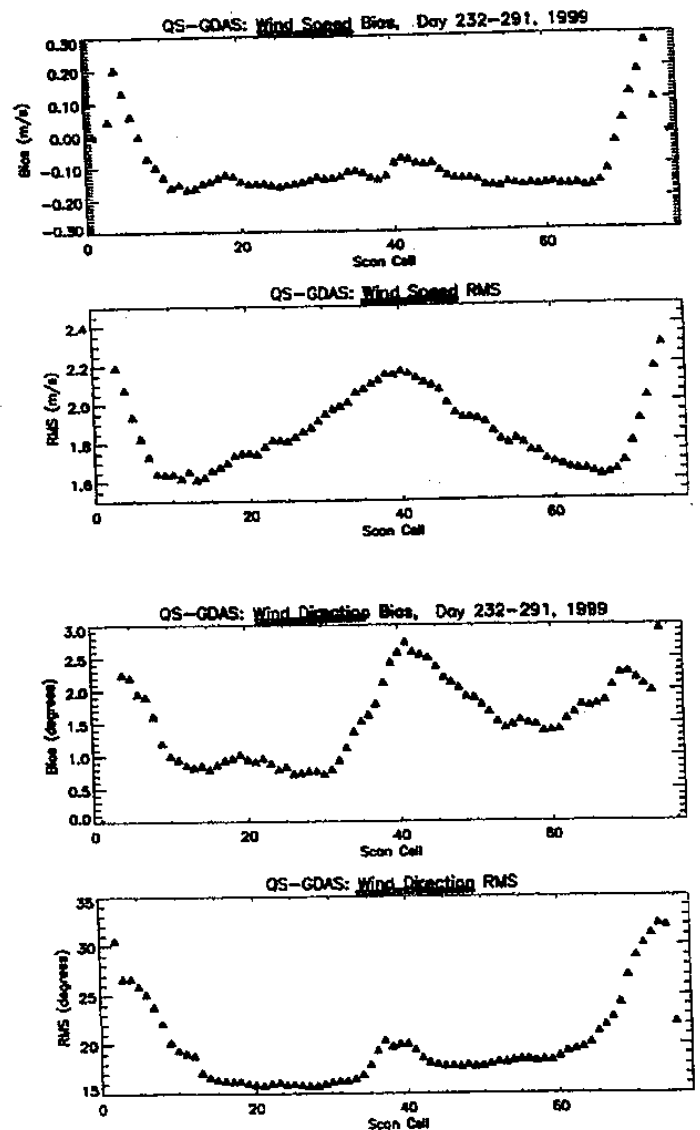 QS-GDAS: Wind Speed Bias, Day 232-291, 1999
Bias (m/s)
0.30
0.20
0.10
0.00
-0.10
-0.20
-0.30
0 20 40 60
Scan Cell
QS-GDAS: Wind Speed RMS
RMS (m/s)
2.4
2.2
2.0
1.8
1.6
0 20 40 60
Scan Cell
QS-GDAS: Wind Direction Bias, Day 232-291, 1999
Bias (degrees)
3.0
2.5
2.0
1.5
1.0
0.5
0.0
0 20 40 60
Scan Cell
QS-GDAS: Wind Direction RMS
RMS (degrees)
35
30
25
20
15
0 20 40 60
Scan Cell